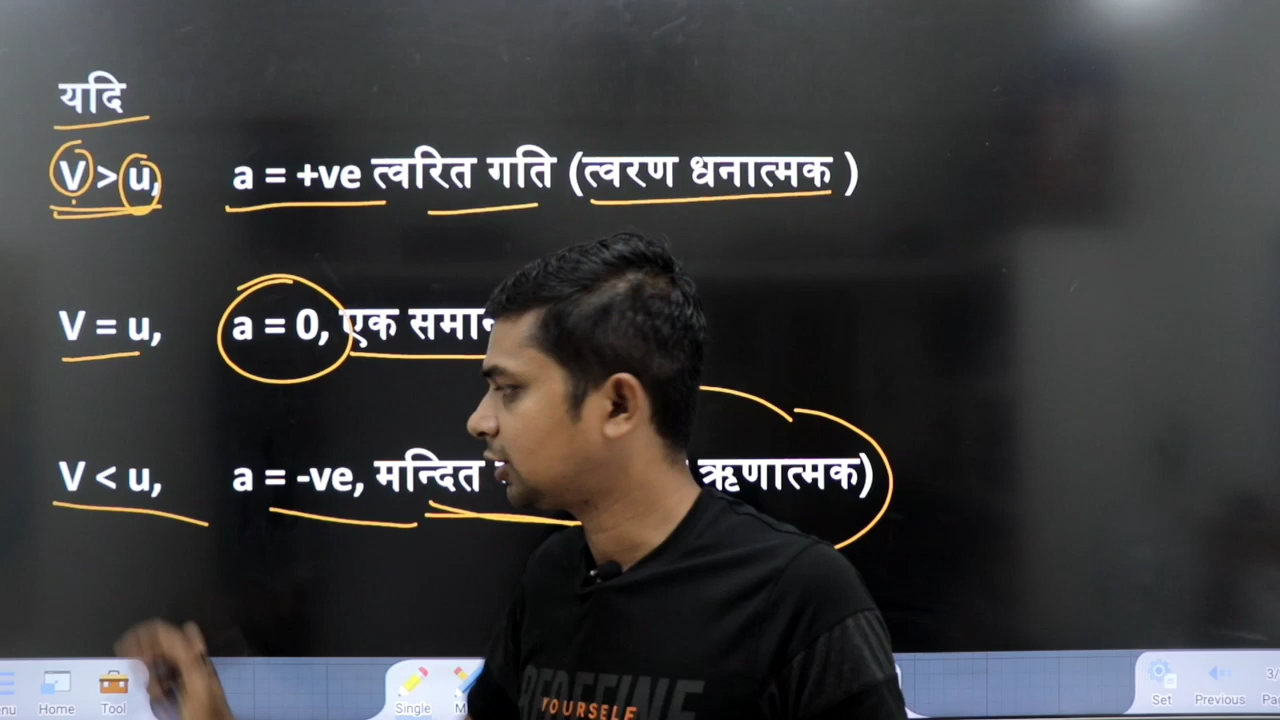 यदि
V > u, a = +ve त्वरित गति (त्वरण धनात्मक )
V = u, a = 0, एक समान
V < u, a = -ve, मन्दित ऋणात्मक)
REDEFINE
YOURSELF
Home Tool Single Set Previous